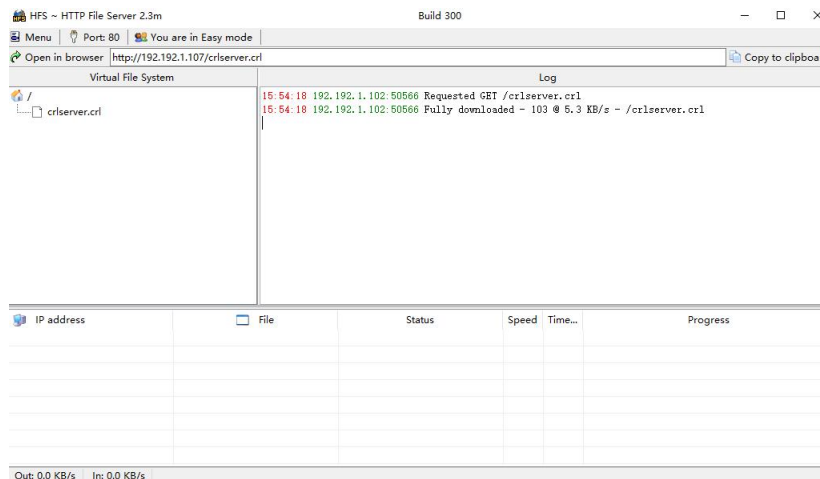 HFS ~ HTTP File Server 2.3m Build 300
Menu Port: 80 You are in Easy mode
Open in browser http://192.192.1.107/crlserver.crl Copy to clipboa
Virtual File System Log
/
crlserver.crl
15:54:18 192.192.1.102:50566 Requested GET /crlserver.crl
15:54:18 192.192.1.102:50566 Fully downloaded - 103 @ 5.3 KB/s - /crlserver.crl
IP address File Status Speed Time... Progress
Out: 0.0 KB/s In: 0.0 KB/s